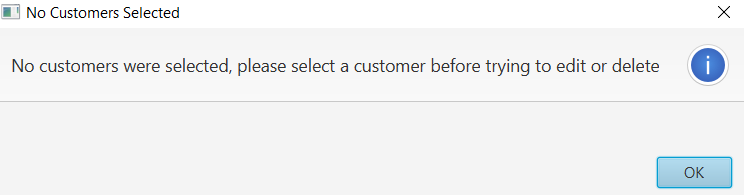 No Customers Selected
No customers were selected, please select a customer before trying to edit or delete
OK